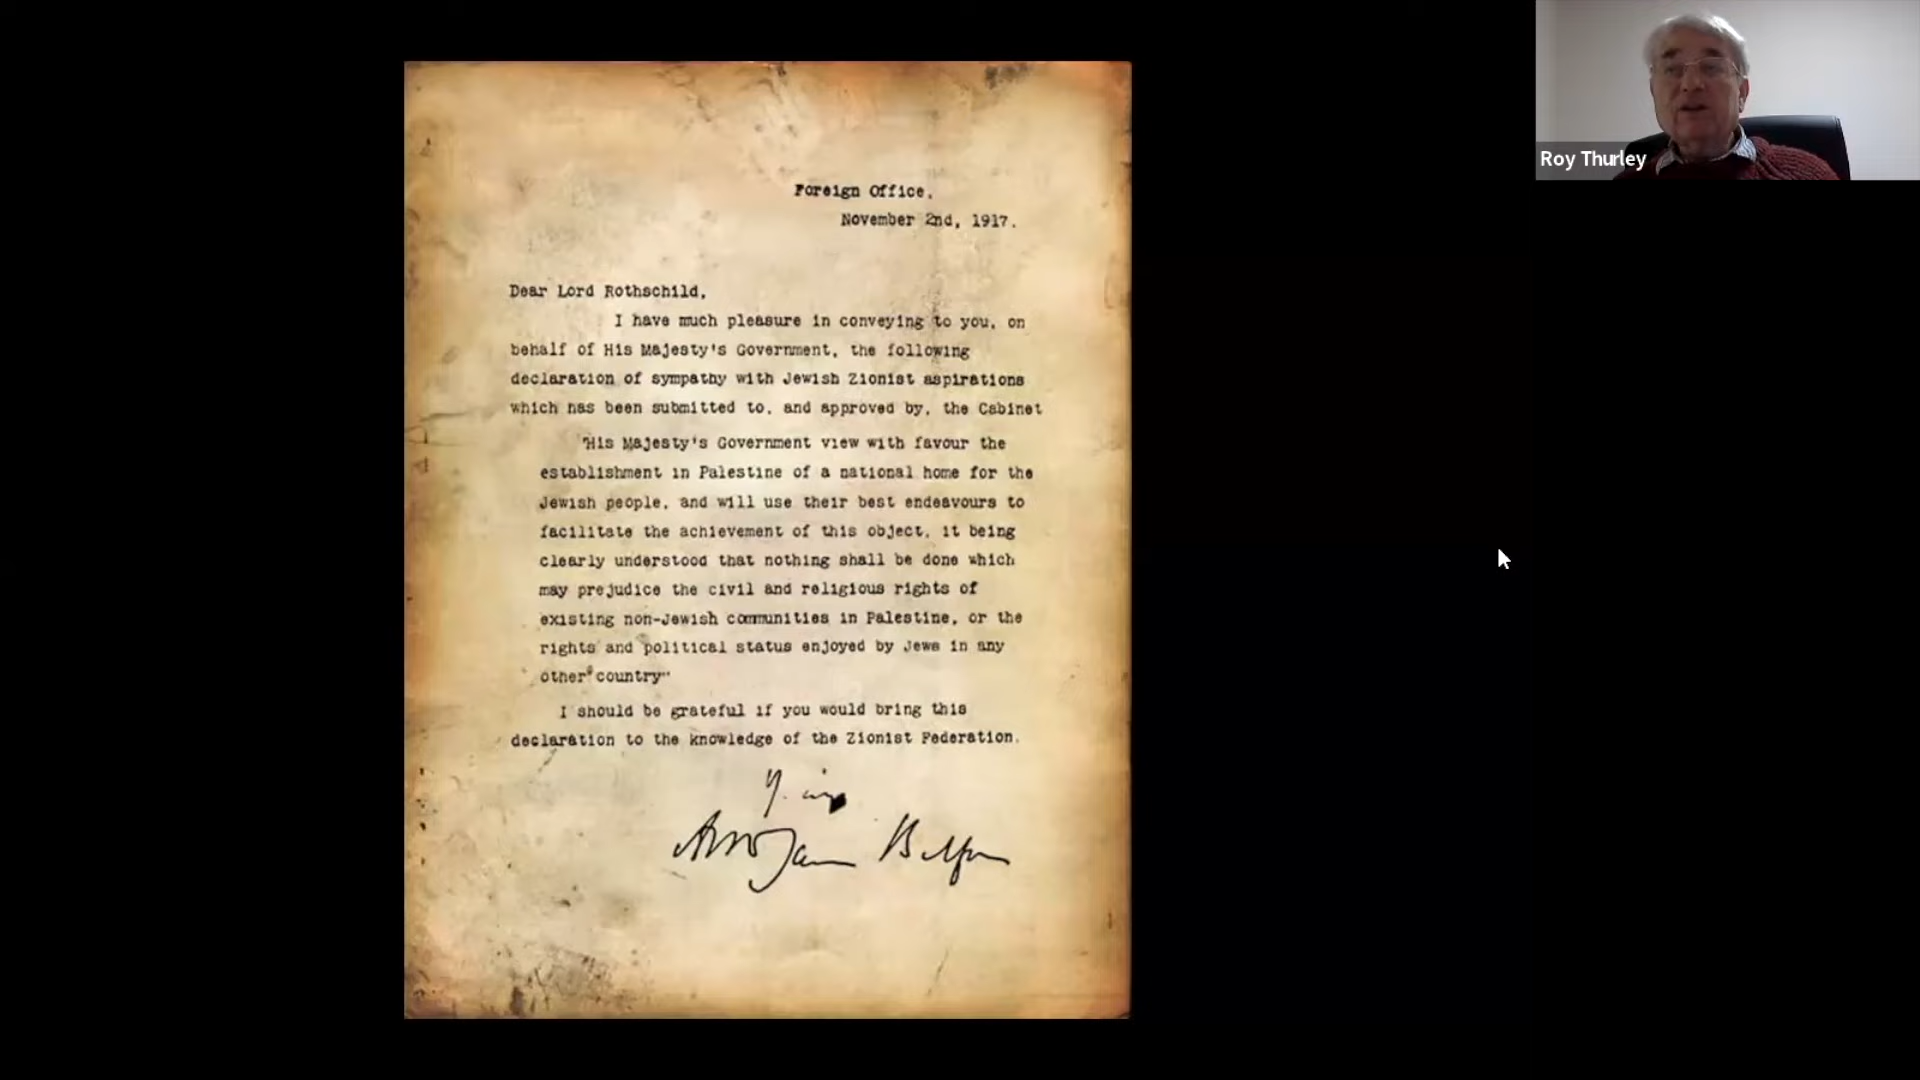 Foreign Office,
November 2nd, 1917.
Dear Lord Rothschild,
I have much pleasure in conveying to you, on
behalf of His Majesty's Government, the following
declaration of sympathy with Jewish Zionist aspirations
which has been submitted to, and approved by, the Cabinet
"His Majesty's Government view with favour the
establishment in Palestine of a national home for the
Jewish people, and will use their best endeavours to
facilitate the achievement of this object, it being
clearly understood that nothing shall be done which
may prejudice the civil and religious rights of
existing non-Jewish communities in Palestine, or the
rights and political status enjoyed by Jews in any
other country"
I should be grateful if you would bring this
declaration to the knowledge of the Zionist Federation.
Roy Thurley